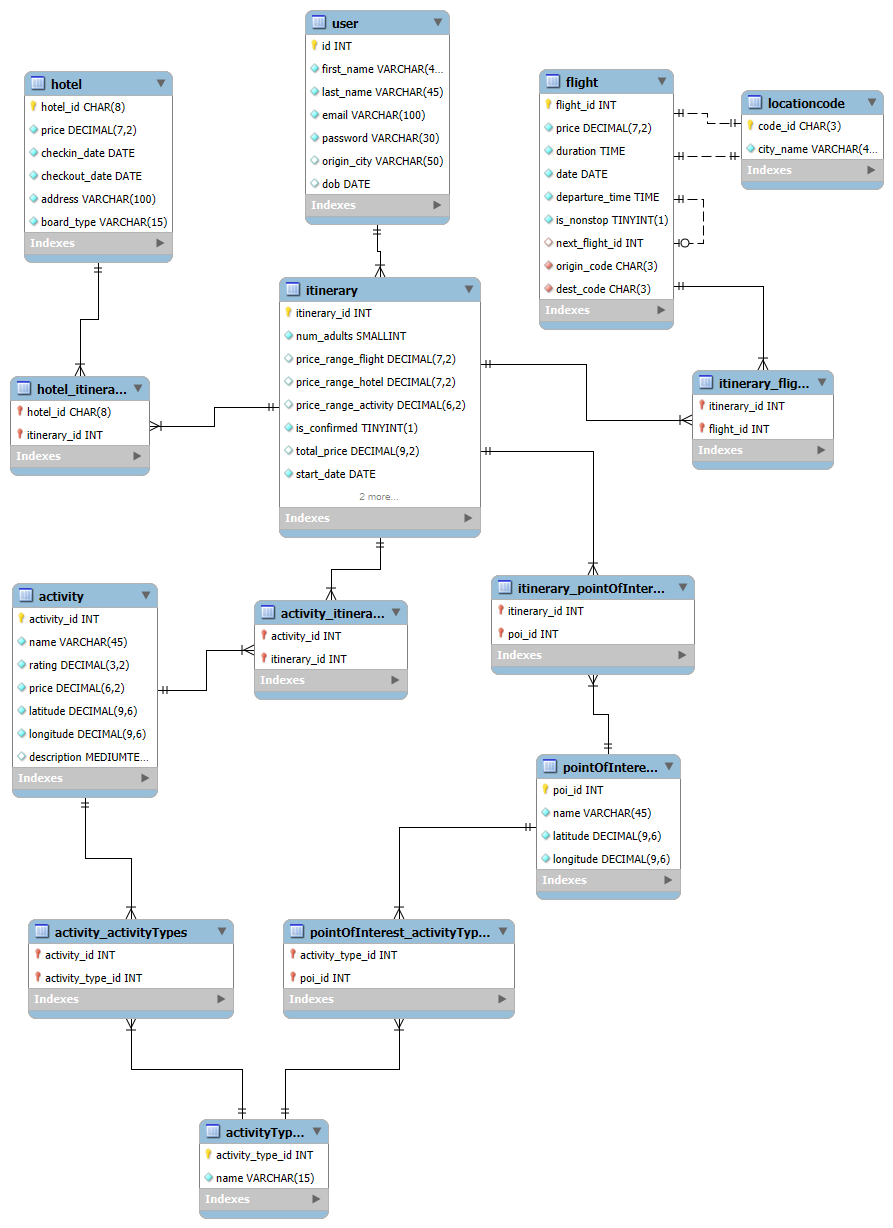 user
id INT
first_name VARCHAR(4...
last_name VARCHAR(45)
email VARCHAR(100)
password VARCHAR(30)
origin_city VARCHAR(50)
dob DATE
Indexes
hotel
hotel_id CHAR(8)
price DECIMAL(7,2)
checkin_date DATE
checkout_date DATE
address VARCHAR(100)
board_type VARCHAR(15)
Indexes
flight
flight_id INT
price DECIMAL(7,2)
duration TIME
date DATE
departure_time TIME
is_nonstop TINYINT(1)
next_flight_id INT
origin_code CHAR(3)
dest_code CHAR(3)
Indexes
locationcode
code_id CHAR(3)
city_name VARCHAR(4...
Indexes
itinerary
itinerary_id INT
num_adults SMALLINT
price_range_flight DECIMAL(7,2)
price_range_hotel DECIMAL(7,2)
price_range_activity DECIMAL(6,2)
is_confirmed TINYINT(1)
total_price DECIMAL(9,2)
start_date DATE
2 more...
Indexes
hotel_itinera...
hotel_id CHAR(8)
itinerary_id INT
Indexes
itinerary_flig...
itinerary_id INT
flight_id INT
Indexes
activity
activity_id INT
name VARCHAR(45)
rating DECIMAL(3,2)
price DECIMAL(6,2)
latitude DECIMAL(9,6)
longitude DECIMAL(9,6)
description MEDIUMTE...
Indexes
activity_itinera...
activity_id INT
itinerary_id INT
Indexes
itinerary_pointOfInter...
itinerary_id INT
poi_id INT
Indexes
pointOfIntere...
poi_id INT
name VARCHAR(45)
latitude DECIMAL(9,6)
longitude DECIMAL(9,6)
Indexes
activity_activityTypes
activity_id INT
activity_type_id INT
Indexes
pointOfInterest_activityTyp...
activity_type_id INT
poi_id INT
Indexes
activityTyp...
activity_type_id INT
name VARCHAR(15)
Indexes